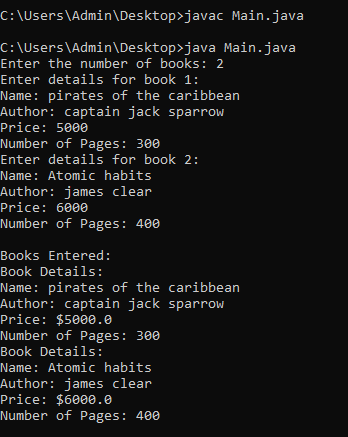 C:\Users\Admin\Desktop>javac Main.java
C:\Users\Admin\Desktop>java Main.java
Enter the number of books: 2
Enter details for book 1:
Name: pirates of the caribbean
Author: captain jack sparrow
Price: 5000
Number of Pages: 300
Enter details for book 2:
Name: Atomic habits
Author: james clear
Price: 6000
Number of Pages: 400
Books Entered:
Book Details:
Name: pirates of the caribbean
Author: captain jack sparrow
Price: $5000.0
Number of Pages: 300
Book Details:
Name: Atomic habits
Author: james clear
Price: $6000.0
Number of Pages: 400